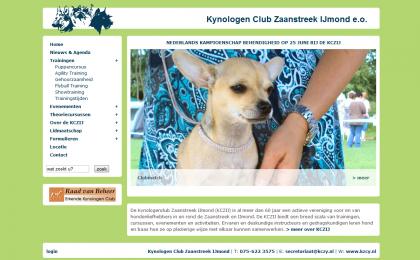 Kynologen Club Zaanstreek IJmond e.o.
Home
Nieuws & Agenda
Trainingen +
Puppercursus
Agility Training
Gehoorzaamheid
Flyball Training
Showtraining
Trainingstijden
Evenementen +
Theoriecursussen +
Over de KCZIJ +
Lidmaatschap +
Formulieren +
Locatie
Contact
wat zoekt u ?
zoek
Raad van Beheer
Erkende Kynologen Club
NEDERLANDS KAMPIOENSCHAP BEHENDIGHEID OP 25 JUNI BIJ DE KCZIJ
Clubmatch
> meer
De Kynologenclub Zaanstreek IJmond (KCZIJ) is al meer dan 60 jaar een actieve vereniging voor en van
hondenliefhebbers in en rond de Zaanstreek en IJmond. De KCZIJ biedt een breed scala van trainingen,
cursussen, evenementen en activiteiten. Ervaren en deskundige instructeurs en gedragskundigen leren hond
en baas hoe ze op plezierige wijze met elkaar kunnen samenwerken. > meer over KCZIJ
login
Kynologen Club Zaanstreek IJmond | T: 075-622 3575 | E: secretariaat@kczy.nl | W: www.kczy.nl